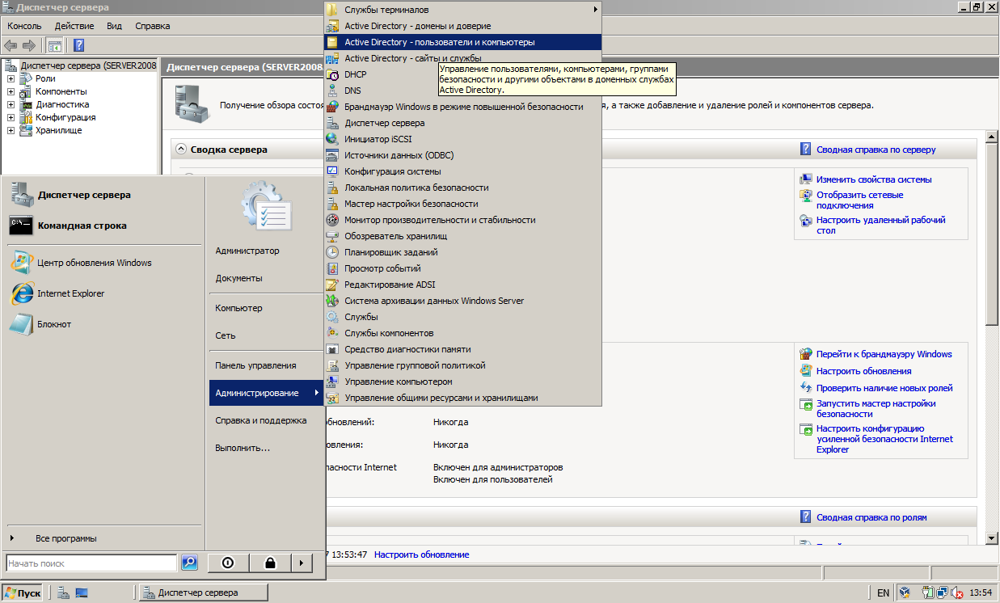 Диспетчер сервера
Консоль Действие Вид Справка
Диспетчер сервера (SERVER2008
Роли
Компоненты
Диагностика
Конфигурация
Хранилище
Диспетчер сервера (SERVER2008
Получение обзора состоя
я, а также добавление и удаление ролей и компонентов сервера.
Сводка сервера
Сводная справка по серверу
Изменить свойства системы
Отобразить сетевые
подключения
Настроить удаленный рабочий
стол
Перейти к брандмауэру Windows
Настроить обновления
Проверить наличие новых ролей
Запустить мастер настройки
безопасности
Настроить конфигурацию
усиленной безопасности Internet
Explorer
бновлений: Никогда
овления: Никогда
пасности Internet Включен для администраторов
Включен для пользователей
Сводная справка по ролям
7 13:53:47 Настроить обновление
Службы терминалов
Active Directory - домены и доверие
Active Directory - пользователи и компьютеры
Active Directory - сайты и службы
DHCP
DNS
Брандмауэр Windows в режиме повышенной безопасности
Диспетчер сервера
Инициатор iSCSI
Источники данных (ODBC)
Конфигурация системы
Локальная политика безопасности
Мастер настройки безопасности
Монитор производительности и стабильности
Обозреватель хранилищ
Планировщик заданий
Просмотр событий
Редактирование ADSI
Система архивации данных Windows Server
Службы
Службы компонентов
Средство диагностики памяти
Управление групповой политикой
Управление компьютером
Управление общими ресурсами и хранилищами
Управление пользователями, компьютерами, группами
безопасности и другими объектами в доменных службах
Active Directory.
Диспетчер сервера
C:\_
Командная строка
Центр обновления Windows
Internet Explorer
Блокнот
Все программы
Начать поиск
Администратор
Документы
Компьютер
Сеть
Панель управления
Администрирование
Справка и поддержка
Выполнить...
Пуск
Диспетчер сервера
EN
13:54